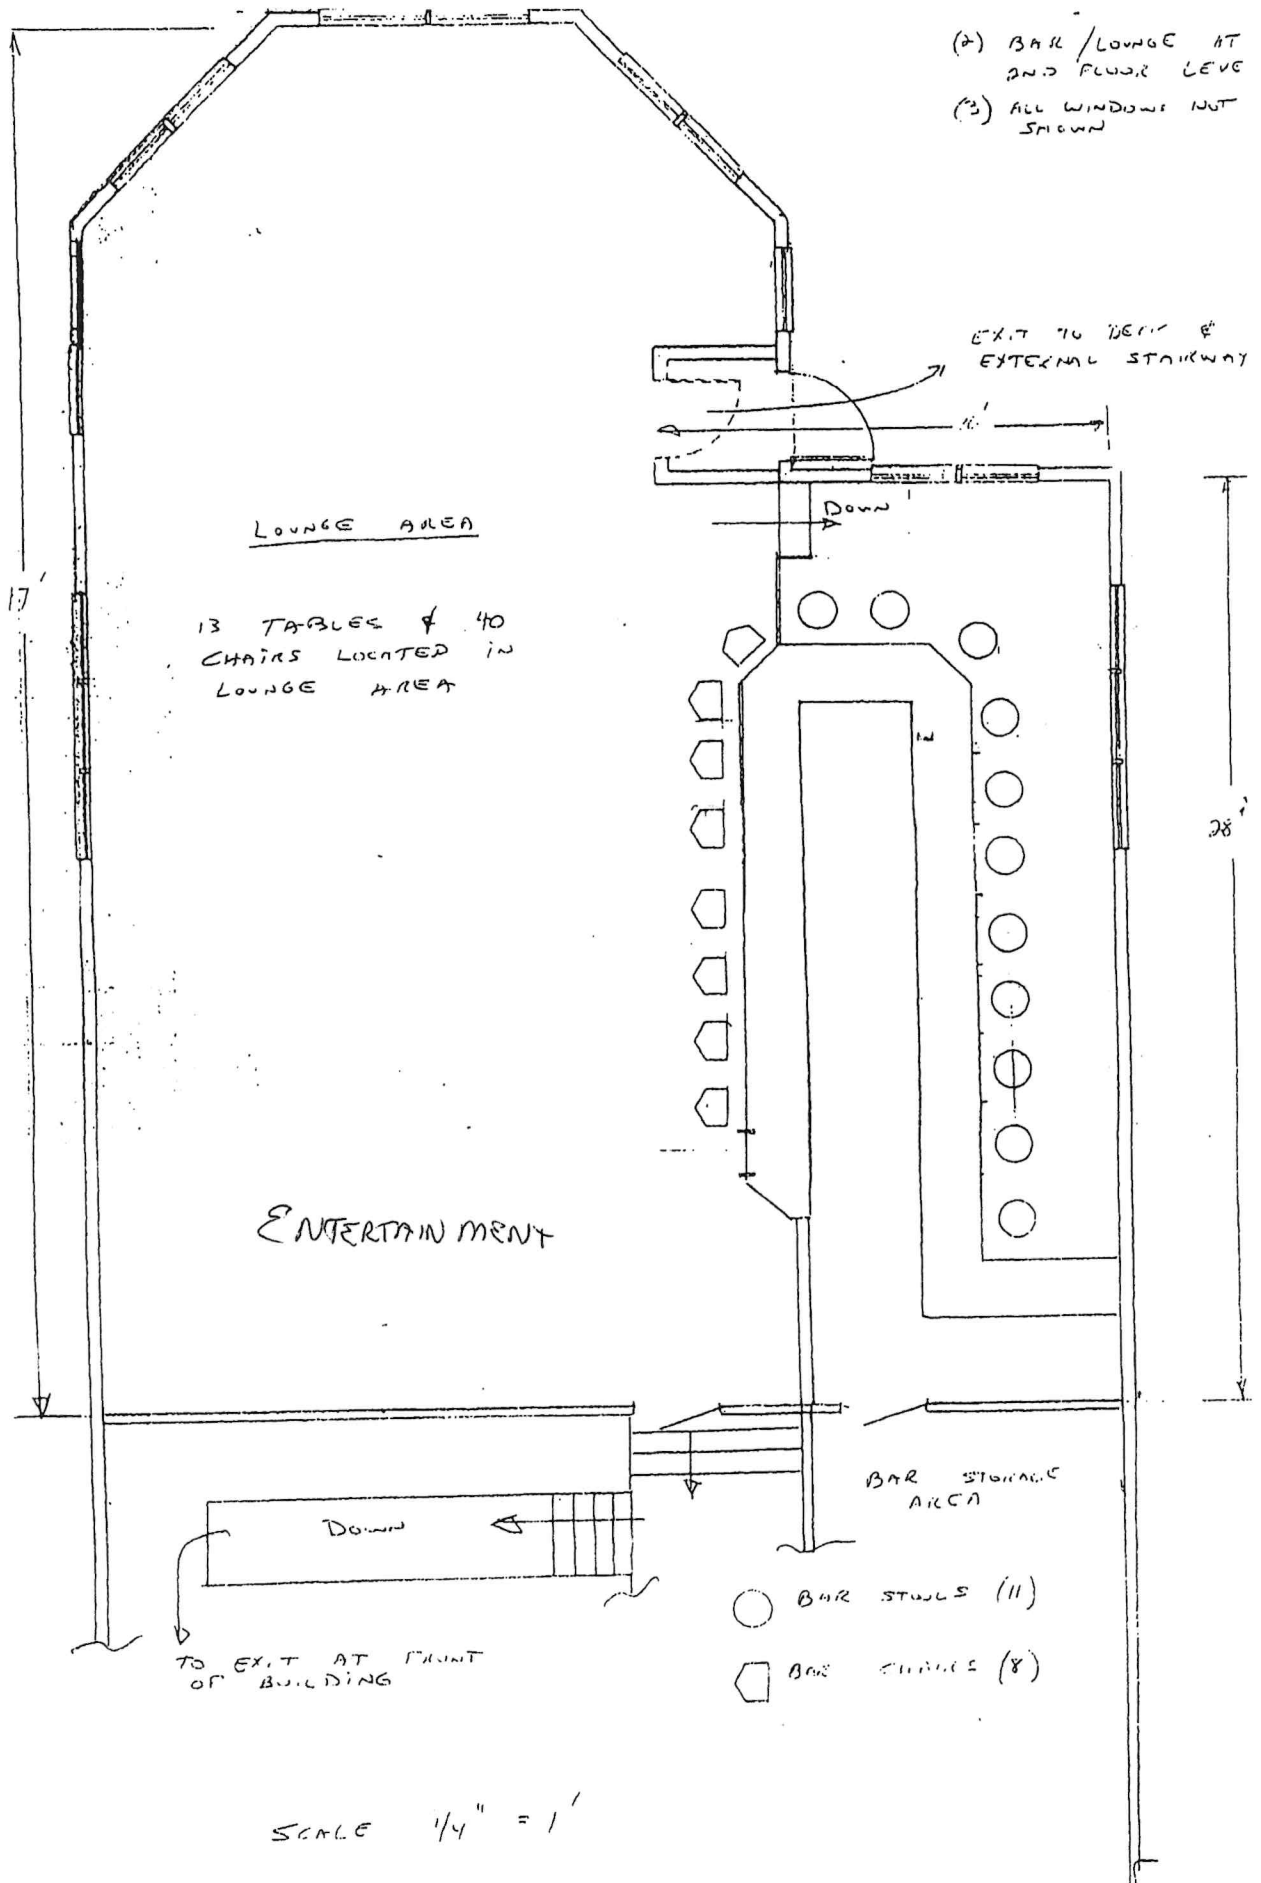 (2) BAR / LOUNGE AT
2ND FLOOR LEVE
(3) ALL WINDOWS NOT
SHOWN
EXIT TO DECK &
EXTERNAL STAIRWAY
DOWN
LOUNGE AREA
17'
13 TABLES & 40
CHAIRS LOCATED IN
LOUNGE AREA
28'
ENTERTAINMENT
BAR STORAGE
AREA
DOWN
BAR STOOLS (11)
TO EXIT AT FRONT
OF BUILDING
BAR CHAIRS (8)
SCALE 1/4" = 1'